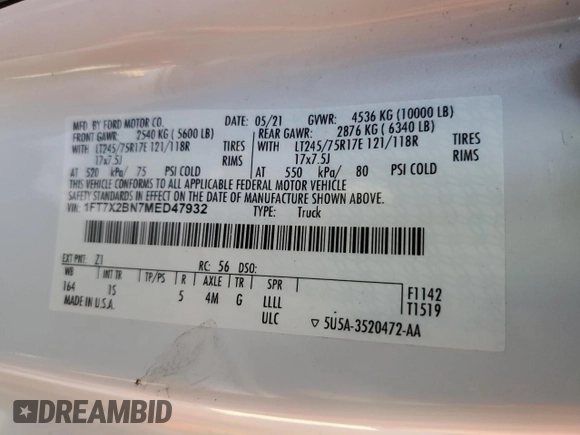 MFD. BY FORD MOTOR CO.
DATE: 05/21 GVWR: 4536 KG (10000 LB)
FRONT GAWR: 2540 KG (5600 LB) REAR GAWR: 2876 KG (6340 LB)
WITH LT245/75R17E 121/118R TIRES WITH LT245/75R17E 121/118R TIRES
17x7.5J RIMS 17x7.5J RIMS
AT 520 kPa/ 75 PSI COLD AT 550 kPa/ 80 PSI COLD
THIS VEHICLE CONFORMS TO ALL APPLICABLE FEDERAL MOTOR VEHICLE
SAFETY STANDARDS IN EFFECT ON THE DATE OF MANUFACTURE SHOWN ABOVE.
VIN: 1FT7X2BN7MED47932 TYPE: Truck
EXT PNT: Z1 RC: 56 DSO:
WB INT TR TP/PS R AXLE TR SPR
164 IS 5 4M G LLLL
ULC
F1142
T1519
MADE IN U.S.A.
▽ 5U5A-3520472-AA
DREAMBID